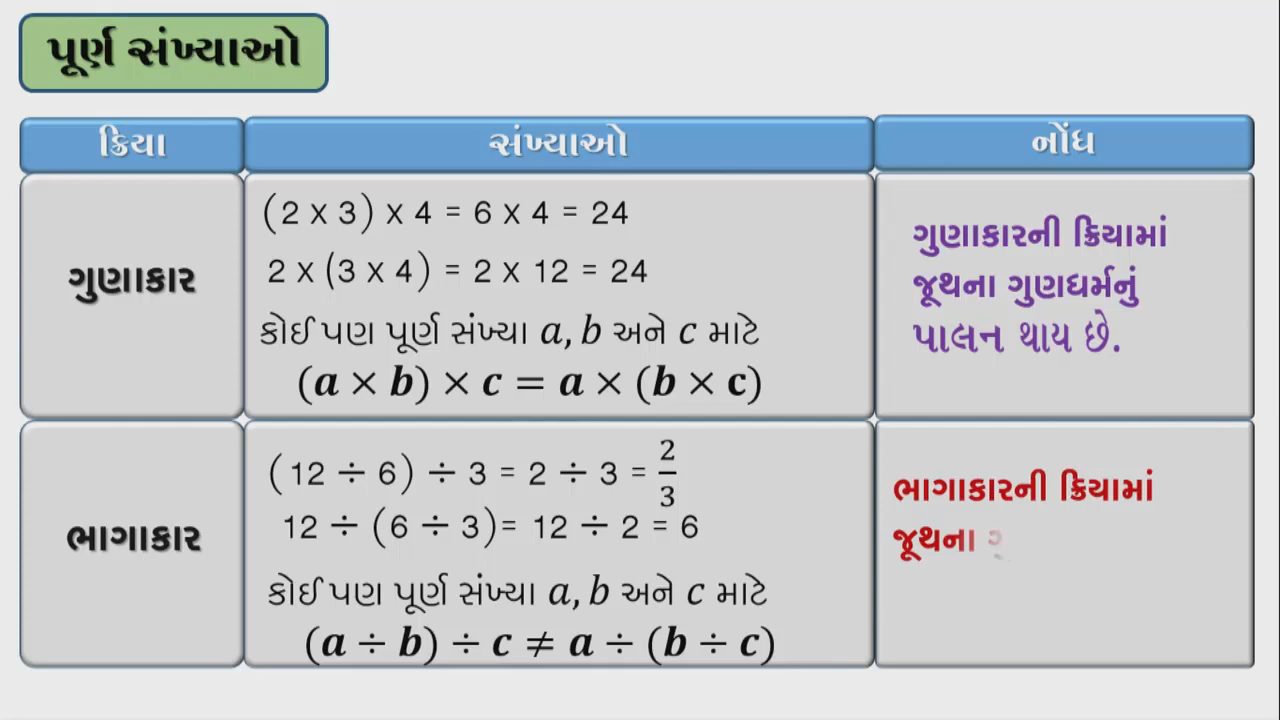 પૂર્ણ સંખ્યાઓ
ક્રિયા સંખ્યાઓ નોંધ
ગુણાકાર
(2 x 3) x 4 = 6 x 4 = 24
2 x (3 x 4) = 2 x 12 = 24
કોઈ પણ પૂર્ણ સંખ્યા a, b અને c માટે
(a × b) × c = a × (b × c)
ગુણાકારની ક્રિયામાં
જૂથના ગુણધર્મનું
પાલન થાય છે.
ભાગાકાર
(12 ÷ 6) ÷ 3 = 2 ÷ 3 = 2/3
12 ÷ (6 ÷ 3) = 12 ÷ 2 = 6
કોઈ પણ પૂર્ણ સંખ્યા a, b અને c માટે
(a ÷ b) ÷ c ≠ a ÷ (b ÷ c)
ભાગાકારની ક્રિયામાં
જૂથના